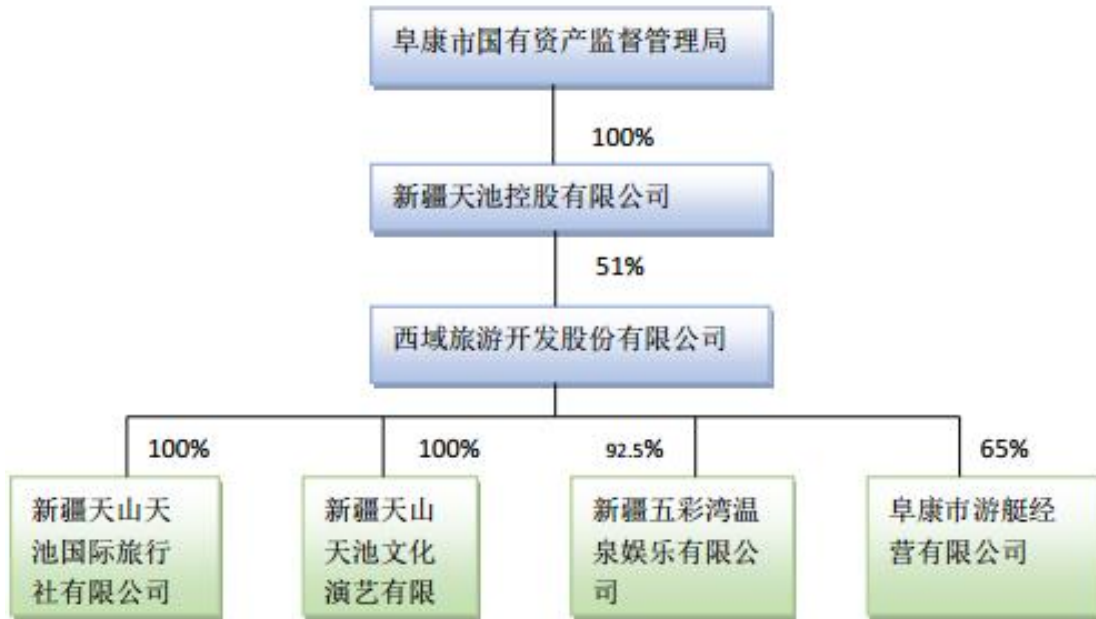 阜康市国有资产监督管理局
100%
新疆天池控股有限公司
51%
西域旅游开发股份有限公司
100%
100%
92.5%
65%
新疆天山天
池国际旅行
社有限公司
新疆天山
天池文化
演艺有限
新疆五彩湾温
泉娱乐有限公
司
阜康市游艇经
营有限公司